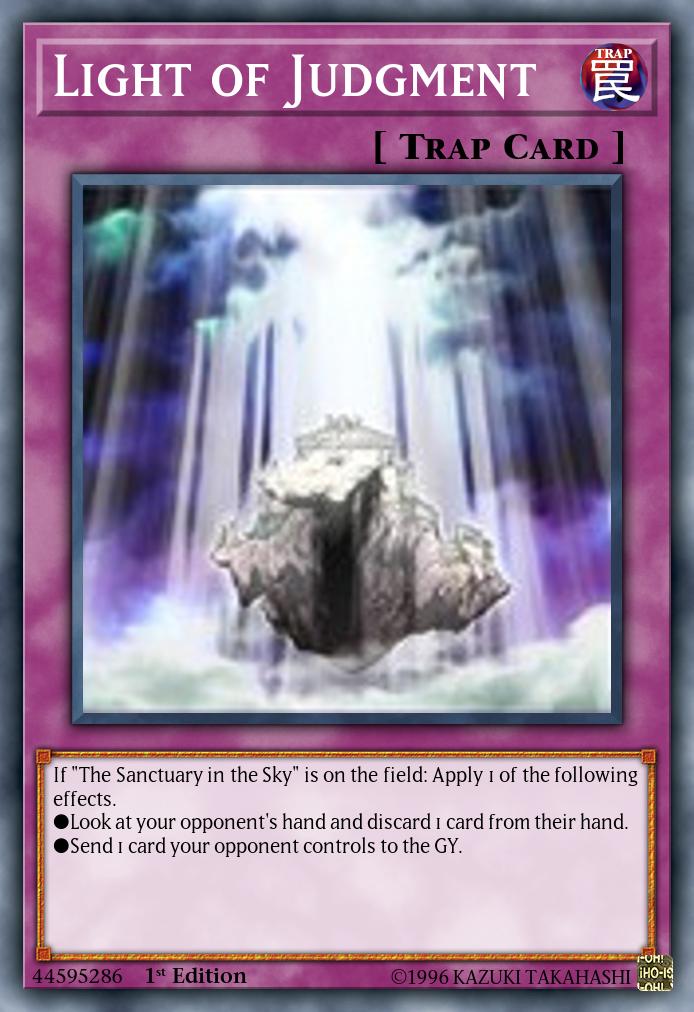 Light of Judgment
TRAP
罠
[ Trap Card ]
If "The Sanctuary in the Sky" is on the field: Apply 1 of the following
effects.
●Look at your opponent's hand and discard 1 card from their hand.
●Send 1 card your opponent controls to the GY.
44595286 1st Edition ©1996 KAZUKI TAKAHASHI